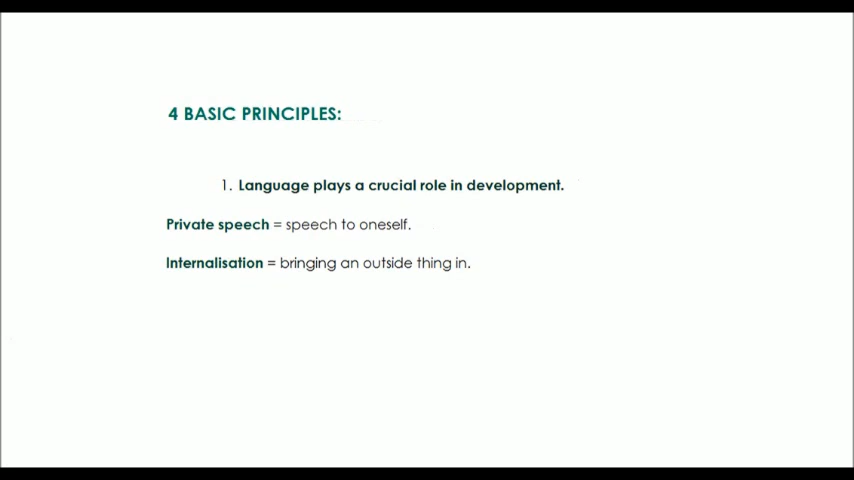 4 BASIC PRINCIPLES:
1. Language plays a crucial role in development.
Private speech = speech to oneself.
Internalisation = bringing an outside thing in.